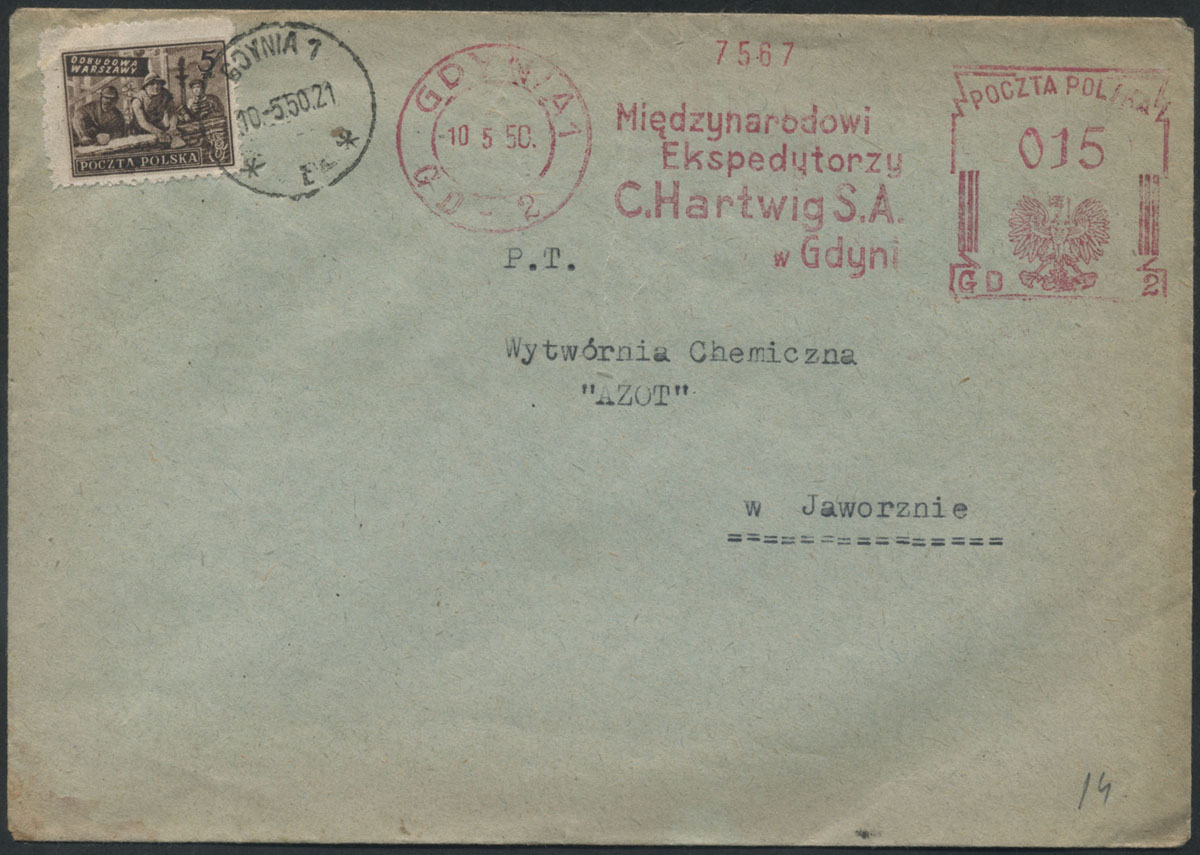 ODBUDOWA
WARSZAWY
5
POCZTA POLSKA
GDYNIA 1
10.-5.50.21
GDYNIA 1
-10 5 50.
GD - 2
7567
Międzynarodowi
Ekspedytorzy
C.Hartwig S.A.
w Gdyni
POCZTA POLSKA
015
GD 2
P.T.
Wytwórnia Chemiczna
"AZOT"
w Jaworznie
===============
14.